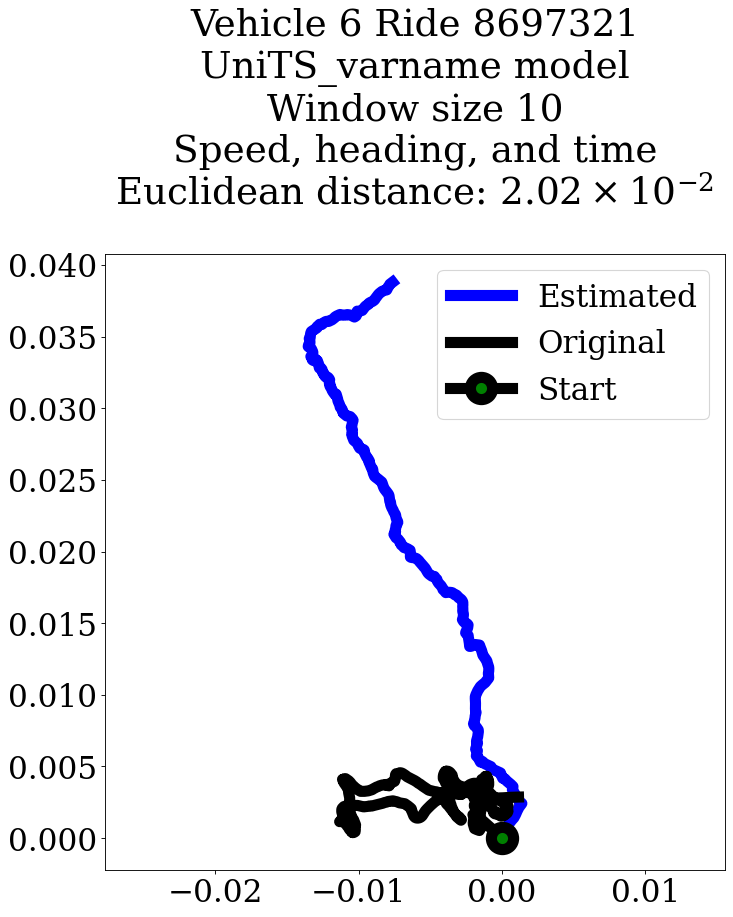 Vehicle 6 Ride 8697321
UniTS_varname model
Window size 10
Speed, heading, and time
Euclidean distance: 2.02 × 10⁻²
0.040
0.035
0.030
0.025
0.020
0.015
0.010
0.005
0.000
Estimated
Original
Start
−0.02
−0.01
0.00
0.01